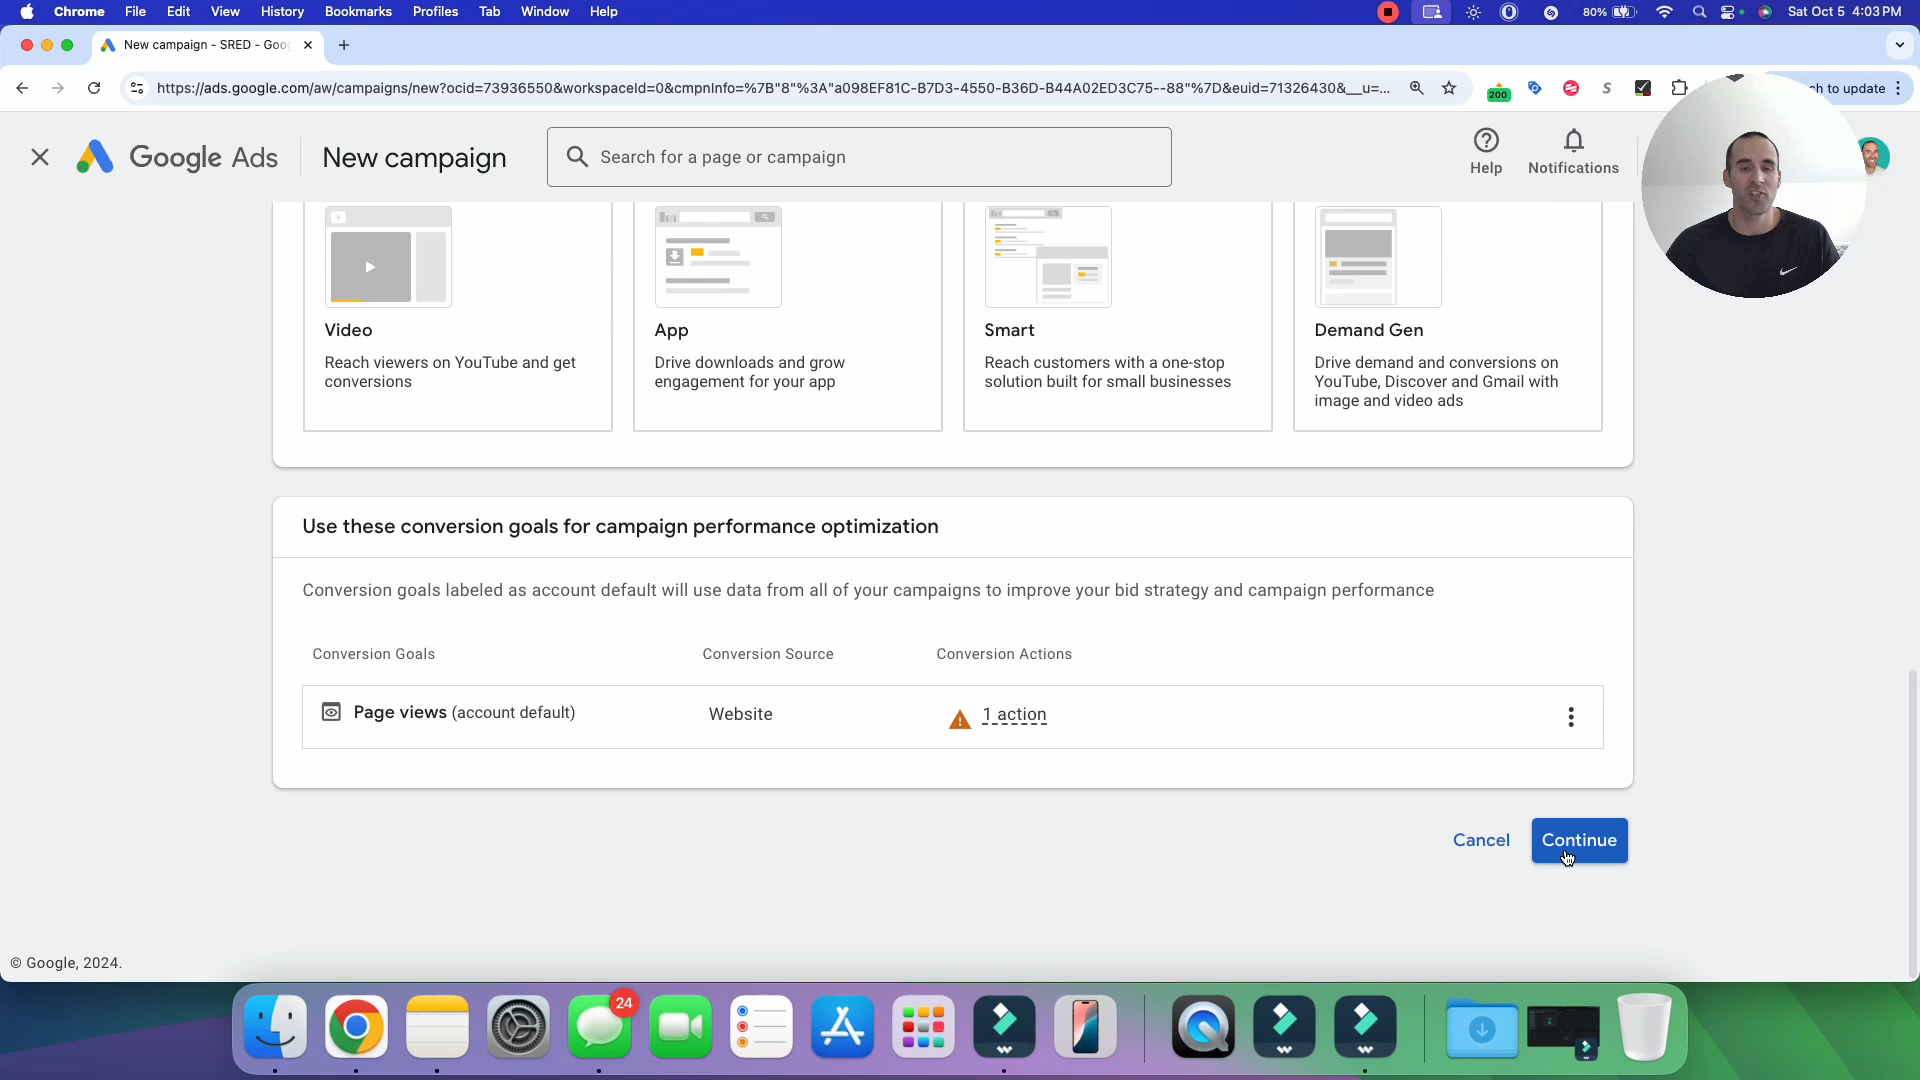 Chrome File Edit View History Bookmarks Profiles Tab Window Help
80% Sat Oct 5 4:03 PM
New campaign - SRED - Goo
https://ads.google.com/aw/campaigns/new?ocid=73936550&workspaceId=0&cmpnInfo=%7B"8"%3A"a098EF81C-B7D3-4550-B36D-B44A02ED3C75--88"%7D&euid=71326430&__u=...
200
ch to update
Google Ads
New campaign
Search for a page or campaign
Help
Notifications
Video
Reach viewers on YouTube and get
conversions
App
Drive downloads and grow
engagement for your app
Smart
Reach customers with a one-stop
solution built for small businesses
Demand Gen
Drive demand and conversions on
YouTube, Discover and Gmail with
image and video ads
Use these conversion goals for campaign performance optimization
Conversion goals labeled as account default will use data from all of your campaigns to improve your bid strategy and campaign performance
Conversion Goals Conversion Source Conversion Actions
Page views (account default) Website 1 action
Cancel Continue
© Google, 2024.
24